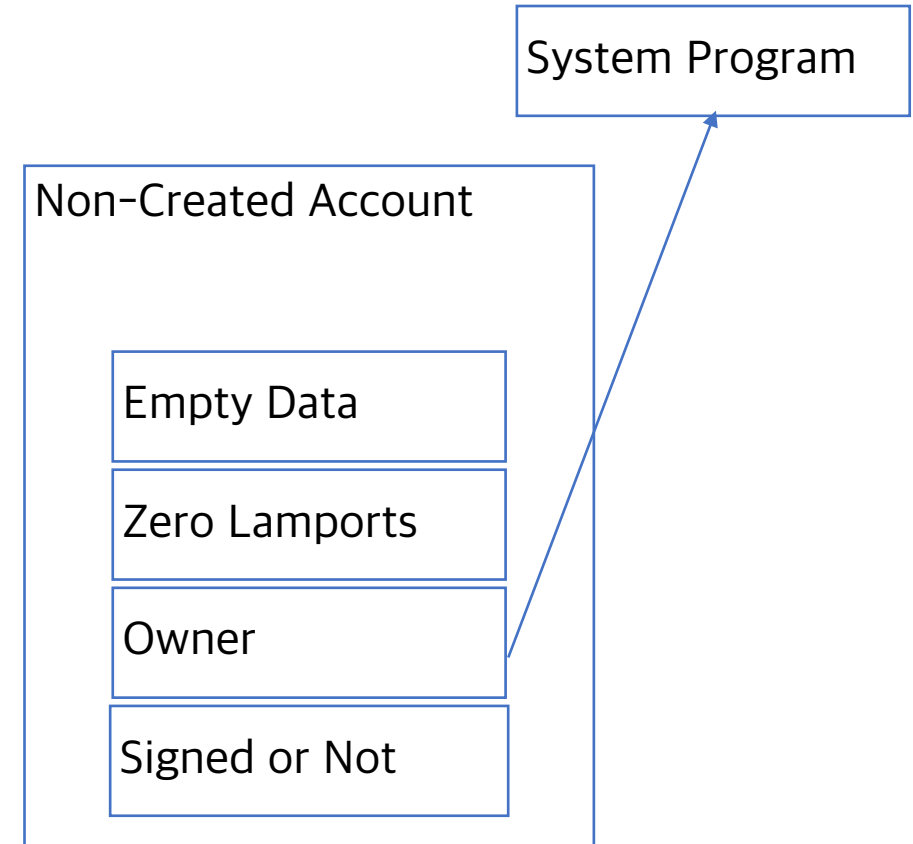 System Program
Non-Created Account
Empty Data
Zero Lamports
Owner
Signed or Not